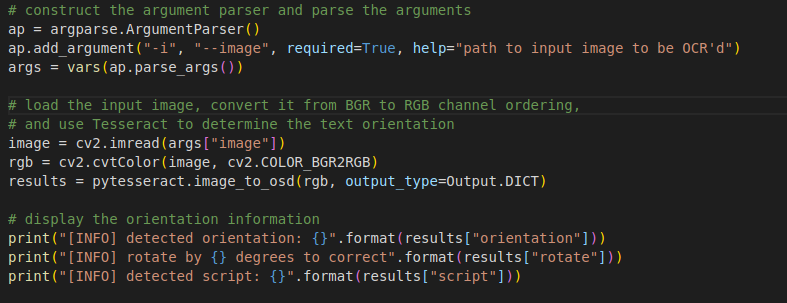 # construct the argument parser and parse the arguments
ap = argparse.ArgumentParser()
ap.add_argument("-i", "--image", required=True, help="path to input image to be OCR'd")
args = vars(ap.parse_args())

# load the input image, convert it from BGR to RGB channel ordering,
# and use Tesseract to determine the text orientation
image = cv2.imread(args["image"])
rgb = cv2.cvtColor(image, cv2.COLOR_BGR2RGB)
results = pytesseract.image_to_osd(rgb, output_type=Output.DICT)

# display the orientation information
print("[INFO] detected orientation: {}".format(results["orientation"]))
print("[INFO] rotate by {} degrees to correct".format(results["rotate"]))
print("[INFO] detected script: {}".format(results["script"]))